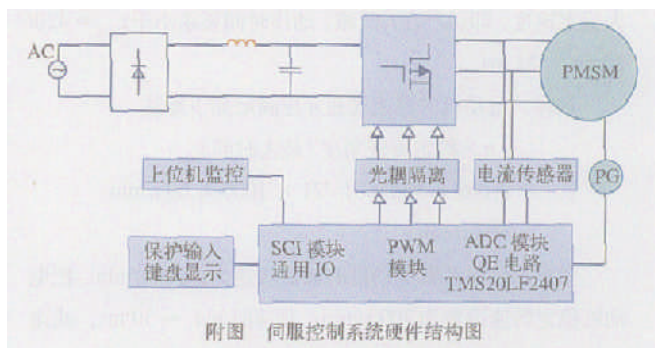 AC
PMSM
上位机监控
光耦隔离
电流传感器
PG
保护输入
键盘显示
SCI 模块
通用 IO
PWM
模块
ADC 模块
QE 电路
TMS20LF2407
附图 伺服控制系统硬件结构图